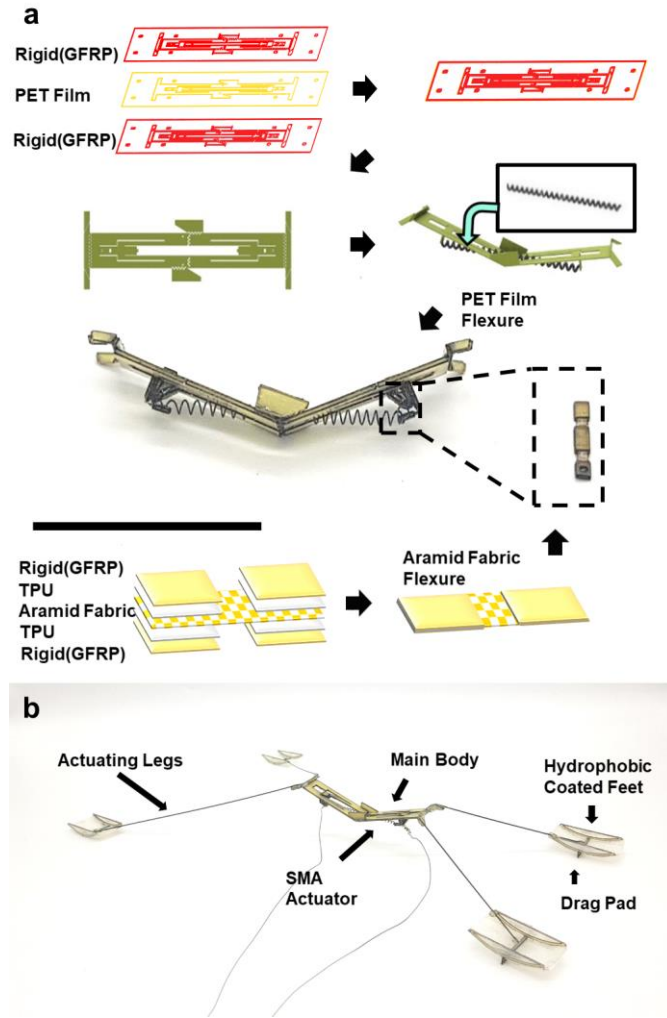 a
Rigid(GFRP)
PET Film
Rigid(GFRP)
PET Film
Flexure
Rigid(GFRP)
TPU
Aramid Fabric
TPU
Rigid(GFRP)
Aramid Fabric
Flexure
b
Actuating Legs
Main Body
Hydrophobic
Coated Feet
SMA
Actuator
Drag Pad